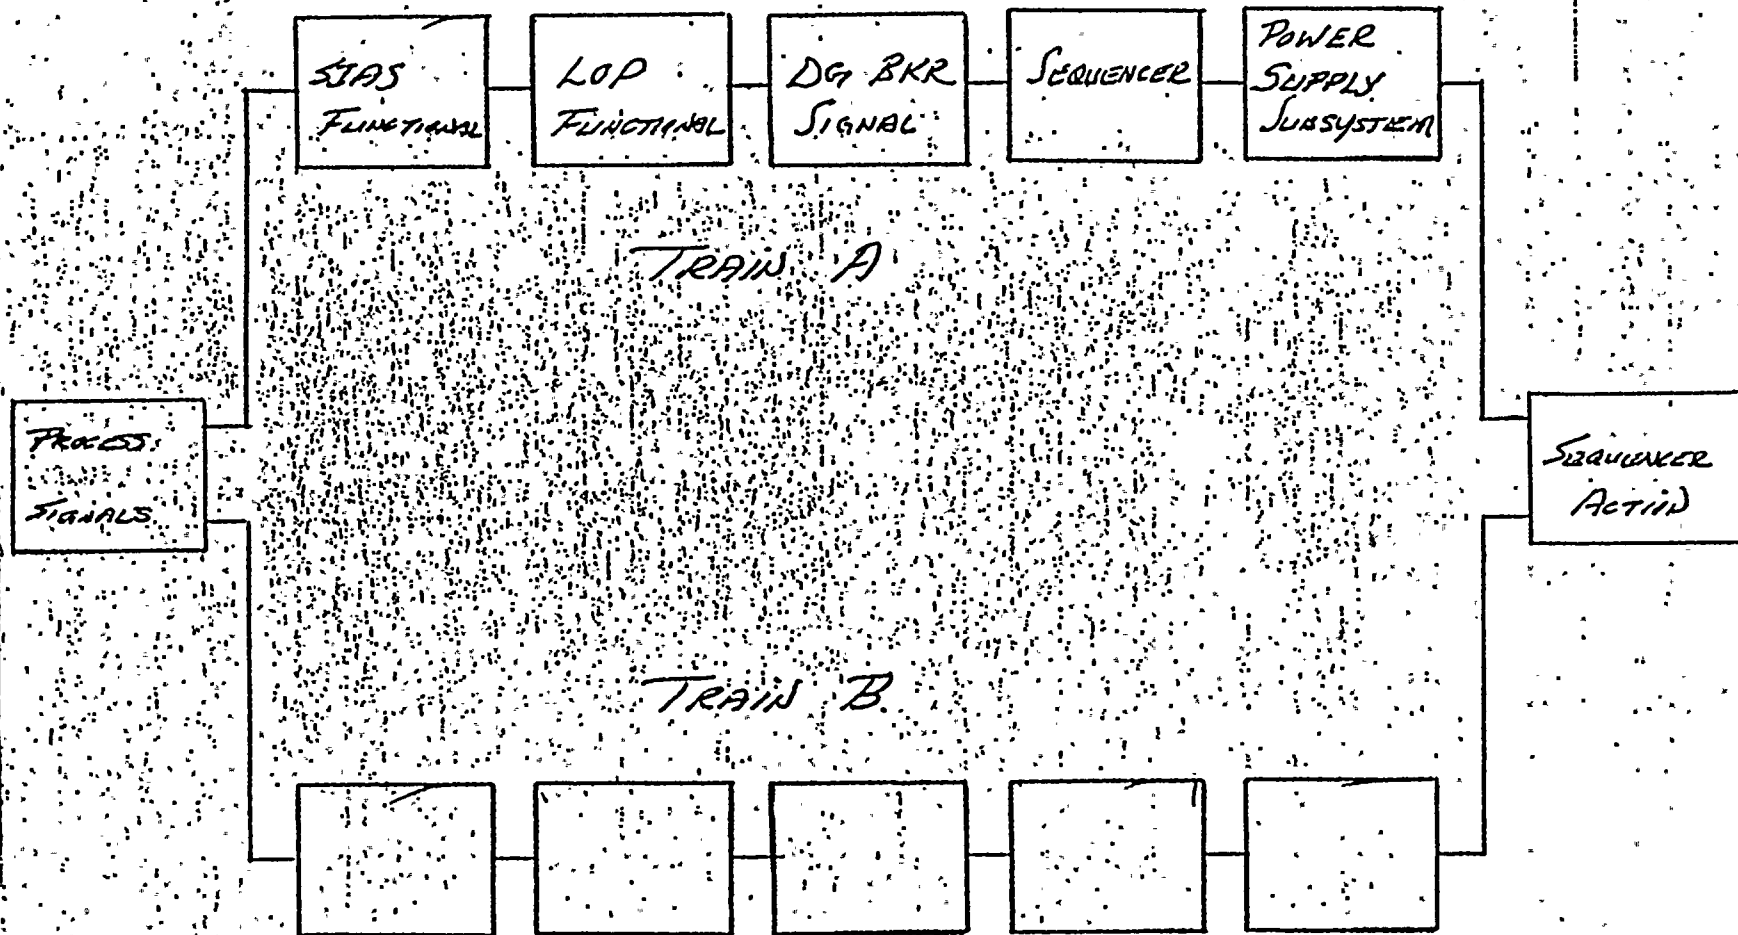 SIAS
FUNCTIONAL
LOP
FUNCTIONAL
DG BKR
SIGNAL
SEQUENCER
POWER
SUPPLY
SUBSYSTEM
TRAIN A
PROCESS
SIGNALS
SEQUENCER
ACTION
TRAIN B